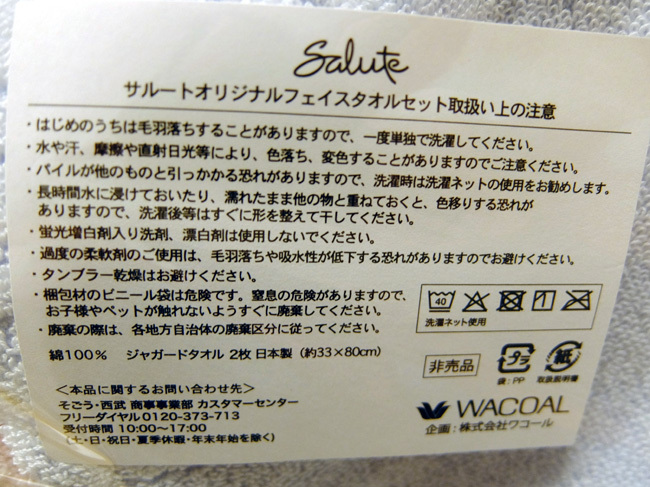 Salute
サルートオリジナルフェイスタオルセット取扱い上の注意
・はじめのうちは毛羽落ちすることがありますので、一度単独で洗濯してください。
・水や汗、摩擦や直射日光等により、色落ち、変色することがありますのでご注意ください。
・パイルが他のものと引っかかる恐れがありますので、洗濯時は洗濯ネットの使用をお勧めします。
・長時間水に浸けておいたり、濡れたまま他の物と重ねておくと、色移りする恐れが
ありますので、洗濯後等はすぐに形を整えて干してください。
・蛍光増白剤入り洗剤、漂白剤は使用しないでください。
・過度の柔軟剤のご使用は、毛羽落ちや吸水性が低下する恐れがありますのでお避けください。
・タンブラー乾燥はお避けください。
・梱包材のビニール袋は危険です。窒息の危険がありますので、
お子様やペットが触れないようすぐに廃棄してください。
・廃棄の際は、各地方自治体の廃棄区分に従ってください。
40
洗濯ネット使用
綿100% ジャガードタオル 2枚 日本製（約33×80cm）
非売品
プラ
袋：PP
紙
取扱説明書
＜本品に関するお問い合わせ先＞
そごう・西武 商事事業部 カスタマーセンター
フリーダイヤル 0120-373-713
受付時間 10:00〜17:00
（土・日・祝日・夏季休暇・年末年始を除く）
WACOAL
企画：株式会社ワコール